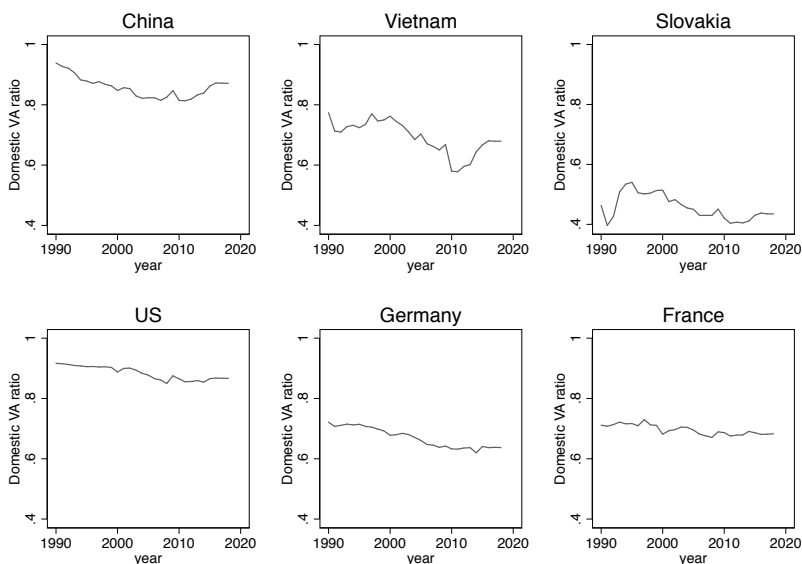 China
Domestic VA ratio
.4 .6 .8 1
1990 2000 2010 2020
year
Vietnam
Domestic VA ratio
.4 .6 .8 1
1990 2000 2010 2020
year
Slovakia
Domestic VA ratio
.4 .6 .8 1
1990 2000 2010 2020
year
US
Domestic VA ratio
.4 .6 .8 1
1990 2000 2010 2020
year
Germany
Domestic VA ratio
.4 .6 .8 1
1990 2000 2010 2020
year
France
Domestic VA ratio
.4 .6 .8 1
1990 2000 2010 2020
year